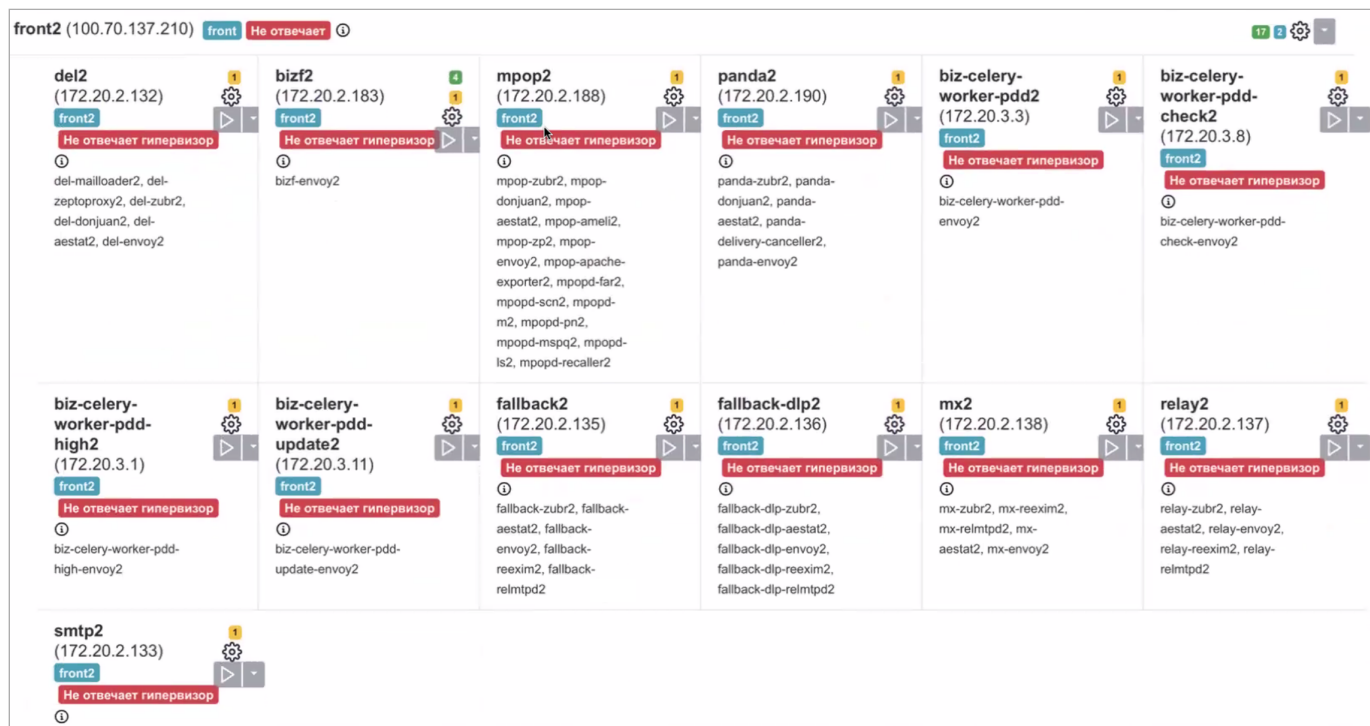 front2 (100.70.137.210) front Не отвечает 17 2
del2 1
(172.20.2.132)
front2
Не отвечает гипервизор
del-mailloader2, del-
zeptoproxy2, del-zubr2,
del-donjuan2, del-
aestat2, del-envoy2
bizf2 4
(172.20.2.183) 1
front2
Не отвечает гипервизор
bizf-envoy2
mpop2 1
(172.20.2.188)
front2
Не отвечает гипервизор
mpop-zubr2, mpop-
donjuan2, mpop-
aestat2, mpop-ameli2,
mpop-zp2, mpop-
envoy2, mpop-apache-
exporter2, mpopd-far2,
mpopd-scn2, mpopd-
m2, mpopd-pn2,
mpopd-mspq2, mpopd-
ls2, mpopd-recaller2
panda2 1
(172.20.2.190)
front2
Не отвечает гипервизор
panda-zubr2, panda-
donjuan2, panda-
aestat2, panda-
delivery-canceller2,
panda-envoy2
biz-celery- 1
worker-pdd2
(172.20.3.3)
front2
Не отвечает гипервизор
biz-celery-worker-pdd-
envoy2
biz-celery- 1
worker-pdd-
check2
(172.20.3.8)
front2
Не отвечает гипервизор
biz-celery-worker-pdd-
check-envoy2
biz-celery- 1
worker-pdd-
high2
(172.20.3.1)
front2
Не отвечает гипервизор
biz-celery-worker-pdd-
high-envoy2
biz-celery- 1
worker-pdd-
update2
(172.20.3.11)
front2
Не отвечает гипервизор
biz-celery-worker-pdd-
update-envoy2
fallback2 1
(172.20.2.135)
front2
Не отвечает гипервизор
fallback-zubr2, fallback-
aestat2, fallback-
envoy2, fallback-
reexim2, fallback-
relmtpd2
fallback-dlp2 1
(172.20.2.136)
front2
Не отвечает гипервизор
fallback-dlp-zubr2,
fallback-dlp-aestat2,
fallback-dlp-envoy2,
fallback-dlp-reexim2,
fallback-dlp-relmtpd2
mx2 1
(172.20.2.138)
front2
Не отвечает гипервизор
mx-zubr2, mx-reexim2,
mx-relmtpd2, mx-
aestat2, mx-envoy2
relay2 1
(172.20.2.137)
front2
Не отвечает гипервизор
relay-zubr2, relay-
aestat2, relay-envoy2,
relay-reexim2, relay-
relmtpd2
smtp2 1
(172.20.2.133)
front2
Не отвечает гипервизор